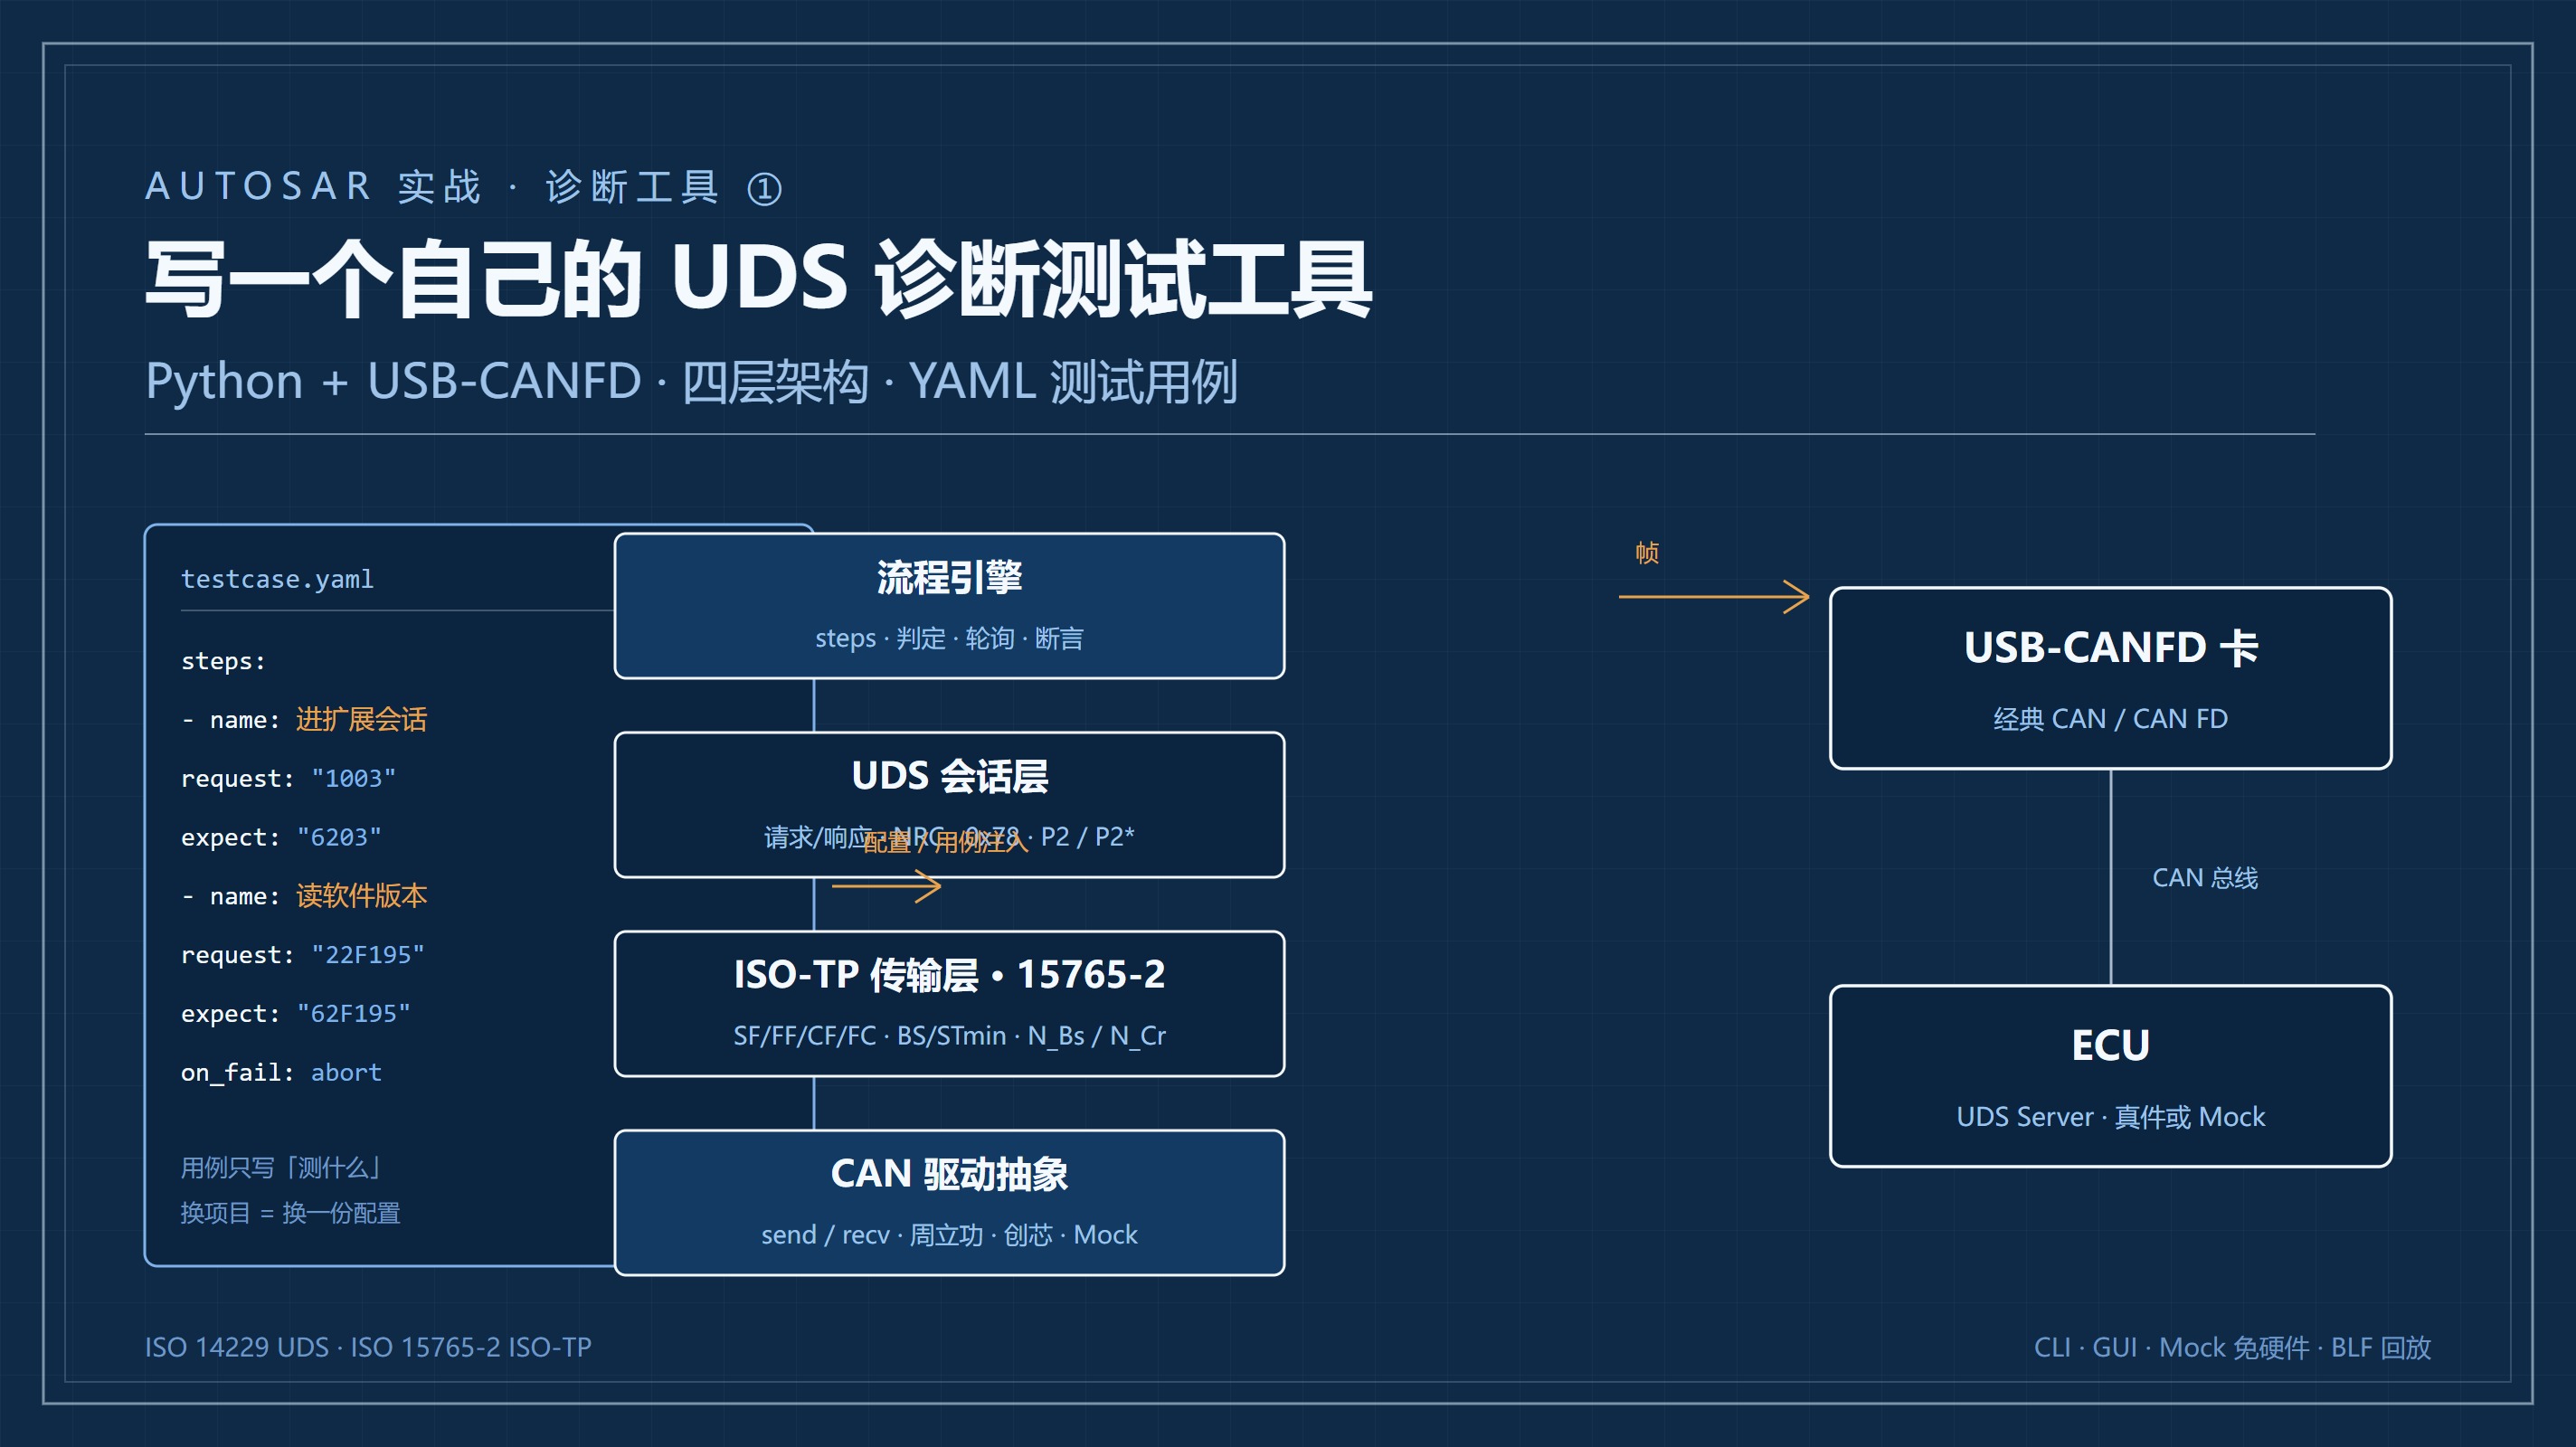 AUTOSAR 实战 · 诊断工具 ①
写一个自己的 UDS 诊断测试工具
Python + USB-CANFD · 四层架构 · YAML 测试用例
testcase.yaml
steps:
- name: 进扩展会话
request: "1003"
expect: "6203"
- name: 读软件版本
request: "22F195"
expect: "62F195"
on_fail: abort
用例只写「测什么」
换项目 = 换一份配置
流程引擎
steps · 判定 · 轮询 · 断言
UDS 会话层
请求/响应 · NRC · 0x78 · P2 / P2*
配置 / 用例注入
ISO-TP 传输层 · 15765-2
SF/FF/CF/FC · BS/STmin · N_Bs / N_Cr
CAN 驱动抽象
send / recv · 周立功 · 创芯 · Mock
帧
USB-CANFD 卡
经典 CAN / CAN FD
CAN 总线
ECU
UDS Server · 真件或 Mock
ISO 14229 UDS · ISO 15765-2 ISO-TP
CLI · GUI · Mock 免硬件 · BLF 回放